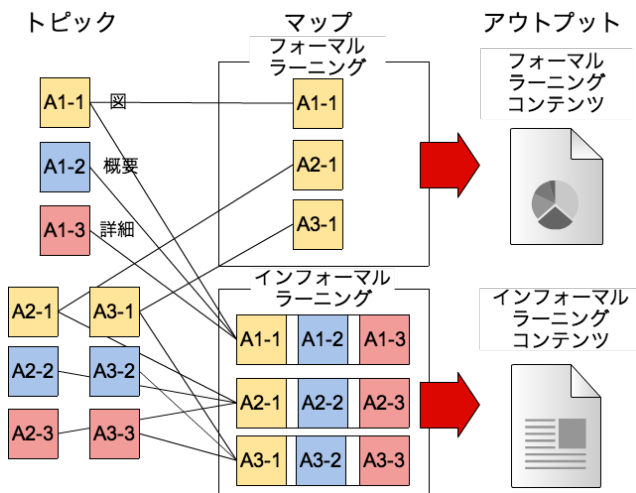 トピック
マップ
アウトプット
フォーマル
ラーニング
フォーマル
ラーニング
コンテンツ
A1-1
図
A1-1
A1-2
概要
A2-1
A1-3
詳細
A3-1
インフォーマル
ラーニング
インフォーマル
ラーニング
コンテンツ
A2-1
A3-1
A1-1
A1-2
A1-3
A2-2
A3-2
A2-1
A2-2
A2-3
A2-3
A3-3
A3-1
A3-2
A3-3